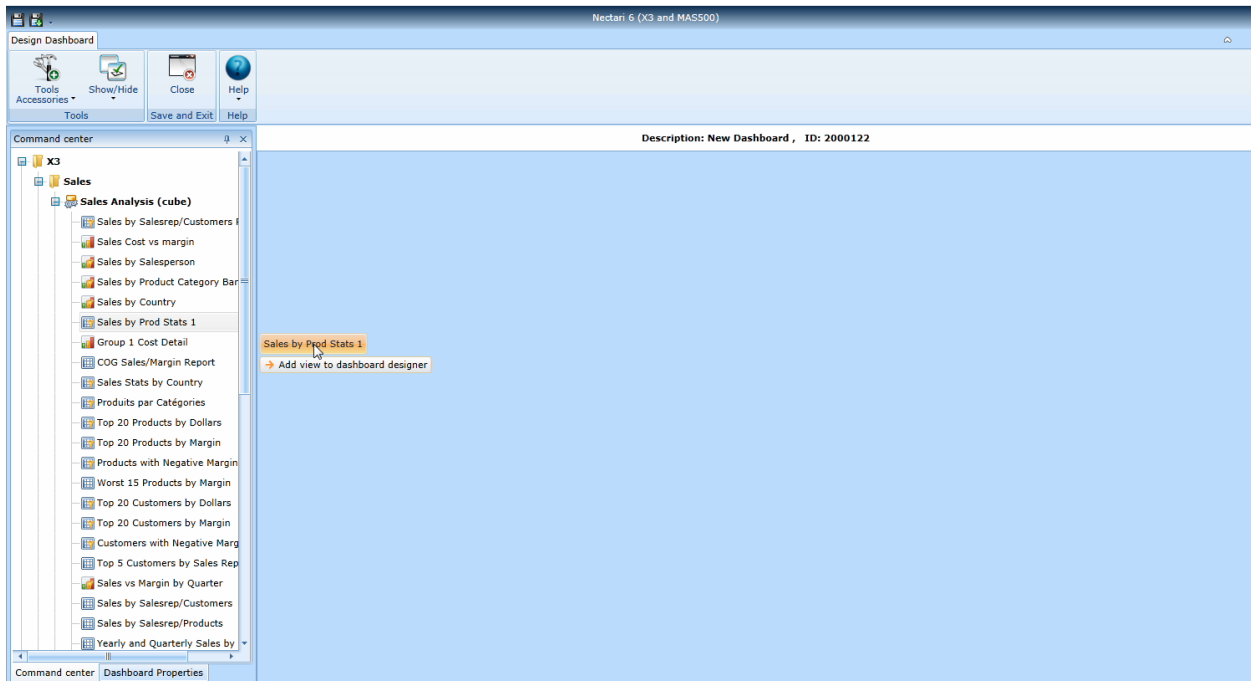 Nectari 6 (X3 and MAS500)
Design Dashboard
Tools
Accessories
Show/Hide
Close
Help
Tools
Save and Exit
Help
Command center
Description: New Dashboard , ID: 2000122
X3
Sales
Sales Analysis (cube)
Sales by Salesrep/Customers
Sales Cost vs margin
Sales by Salesperson
Sales by Product Category Bar
Sales by Country
Sales by Prod Stats 1
Group 1 Cost Detail
Sales by Prod Stats 1
COG Sales/Margin Report
Add view to dashboard designer
Sales Stats by Country
Produits par Catégories
Top 20 Products by Dollars
Top 20 Products by Margin
Products with Negative Margin
Worst 15 Products by Margin
Top 20 Customers by Dollars
Top 20 Customers by Margin
Customers with Negative Marg
Top 5 Customers by Sales Rep
Sales vs Margin by Quarter
Sales by Salesrep/Customers
Sales by Salesrep/Products
Yearly and Quarterly Sales by
Command center
Dashboard Properties